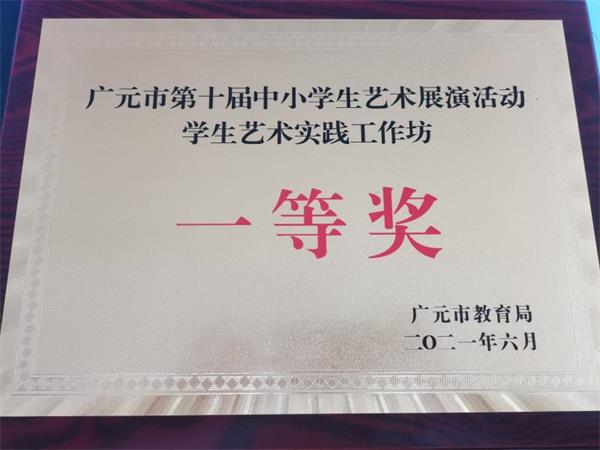 广元市第十届中小学生艺术展演活动
学生艺术实践工作坊
一等奖
广元市教育局
二〇二一年六月